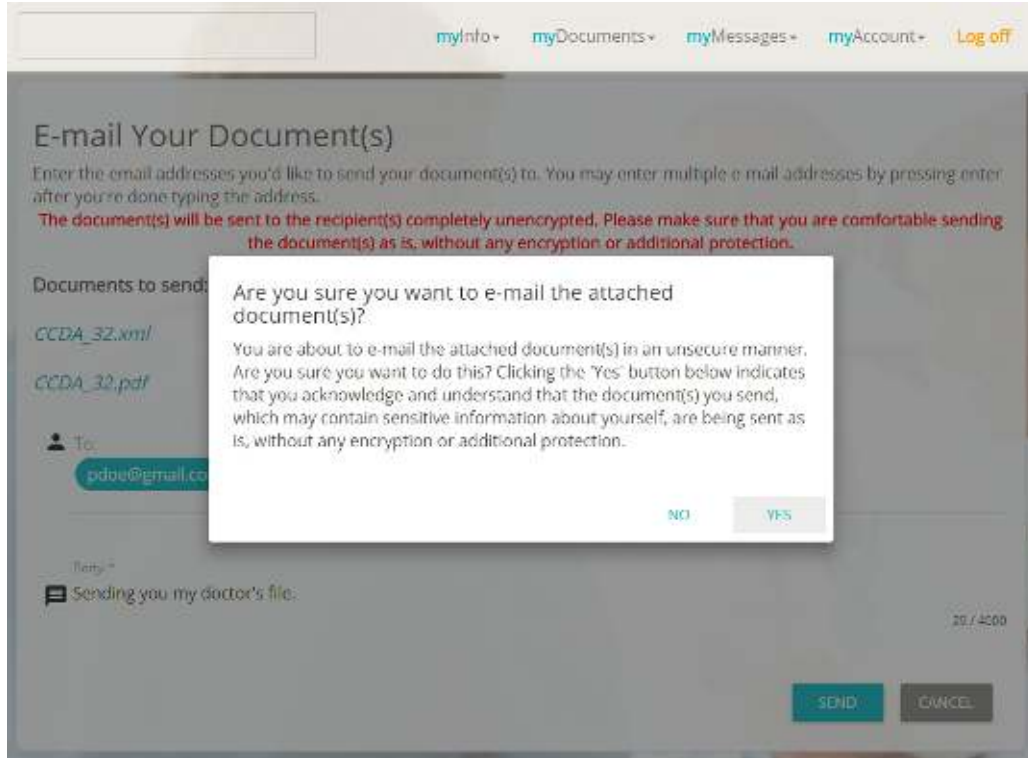 myInfo myDocuments myMessages myAccount Log off
E-mail Your Document(s)
Enter the email addresses you'd like to send your document(s) to. You may enter multiple e-mail addresses by pressing enter
after you're done typing the address.
The document(s) will be sent to the recipient(s) completely unencrypted. Please make sure that you are comfortable sending
the document(s) as is, without any encryption or additional protection.
Documents to send:
Are you sure you want to e-mail the attached
document(s)?
CCDA_32.xml
You are about to e-mail the attached document(s) in an unsecure manner.
Are you sure you want to do this? Clicking the 'Yes' button below indicates
CCDA_32.pdf
that you acknowledge and understand that the document(s) you send,
which may contain sensitive information about yourself, are being sent as
is, without any encryption or additional protection.
To:
pdoe@gmail.co
NO YES
Body *
Sending you my doctor's file.
29 / 4000
SEND CANCEL